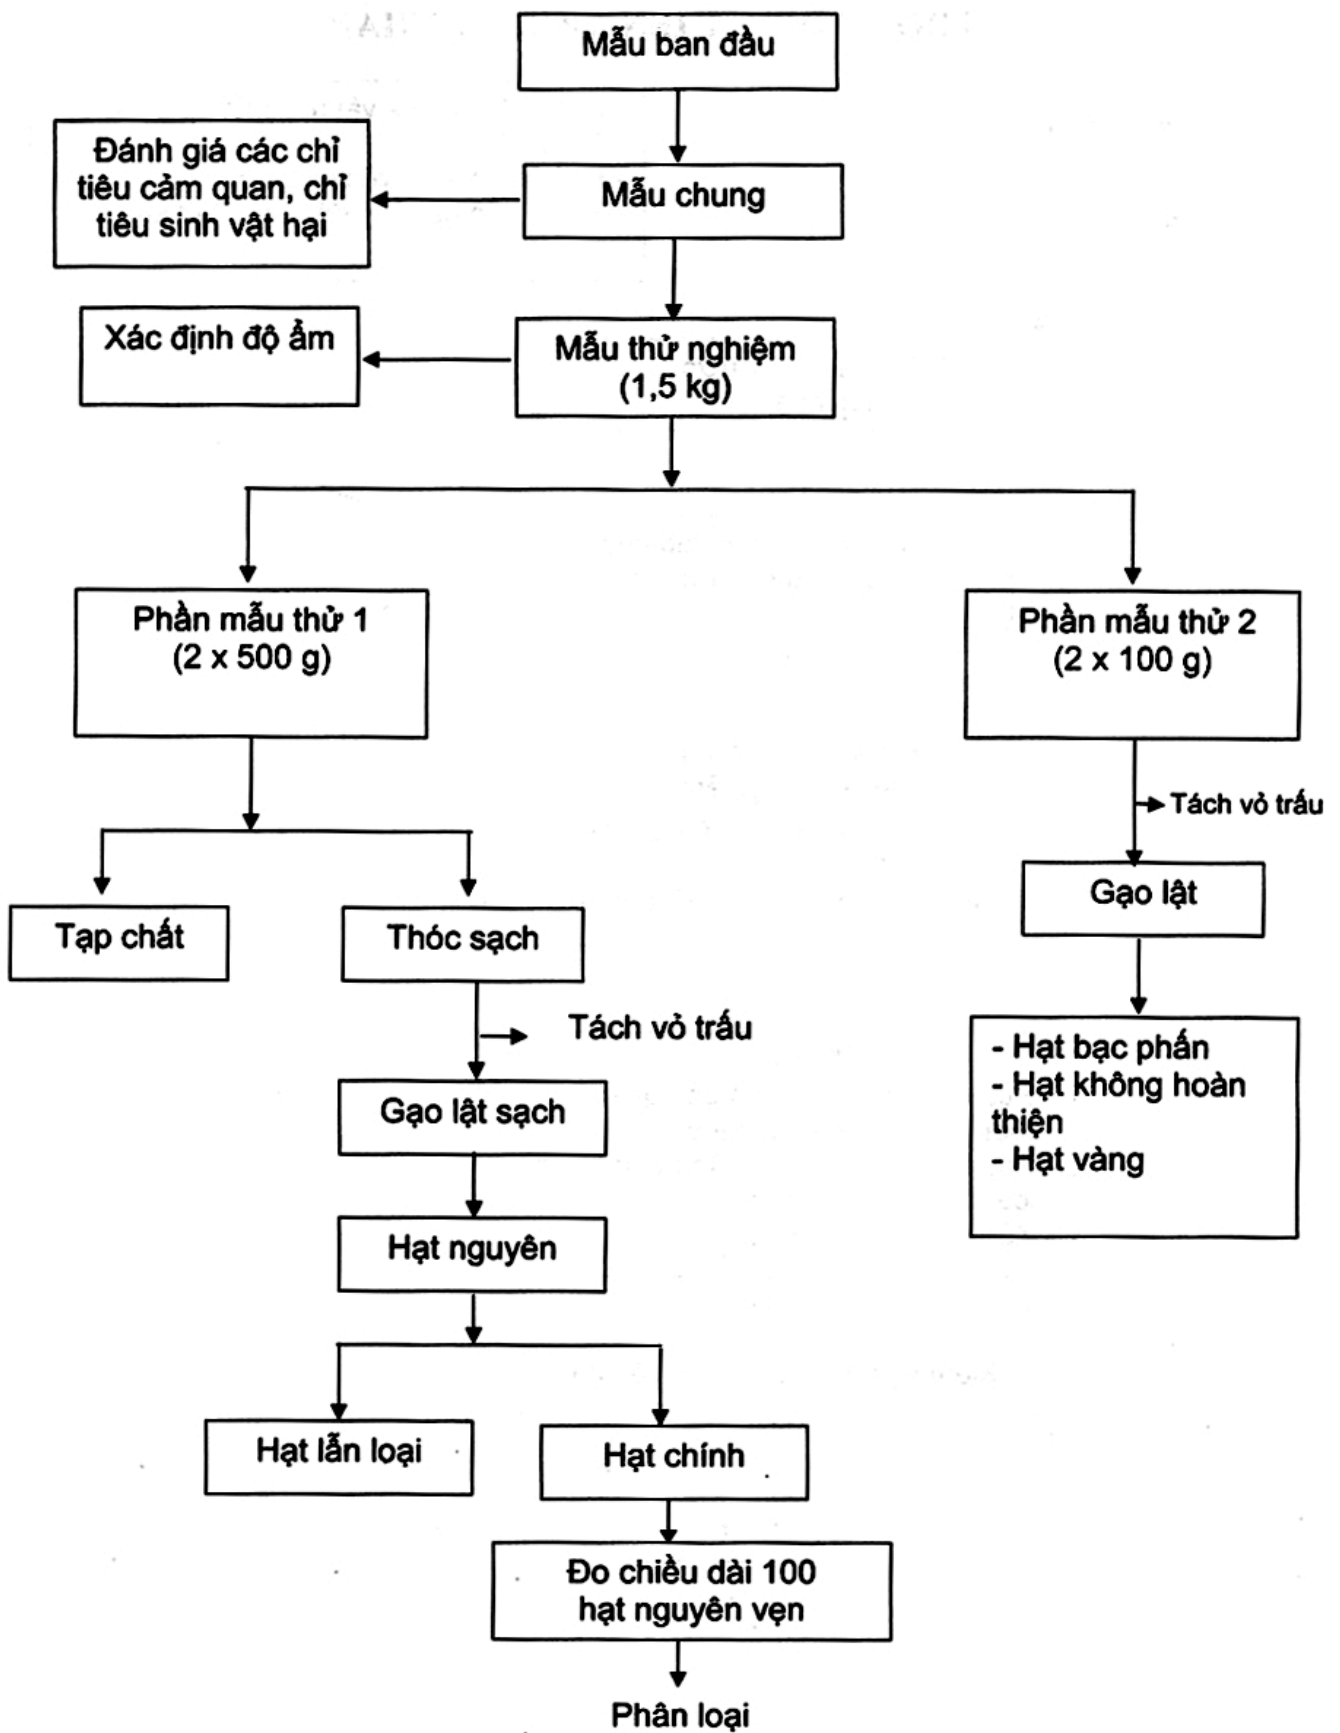 Mẫu ban đầu
Đánh giá các chỉ
tiêu cảm quan, chỉ
tiêu sinh vật hại
Mẫu chung
Xác định độ ẩm
Mẫu thử nghiệm
(1,5 kg)
Phần mẫu thử 1
(2 x 500 g)
Phần mẫu thử 2
(2 x 100 g)
Tách vỏ trấu
Gạo lật
Tạp chất
Thóc sạch
Tách vỏ trấu
Gạo lật sạch
- Hạt bạc phấn
- Hạt không hoàn
thiện
- Hạt vàng
Hạt nguyên
Hạt lẫn loại
Hạt chính
Đo chiều dài 100
hạt nguyên vẹn
Phân loại